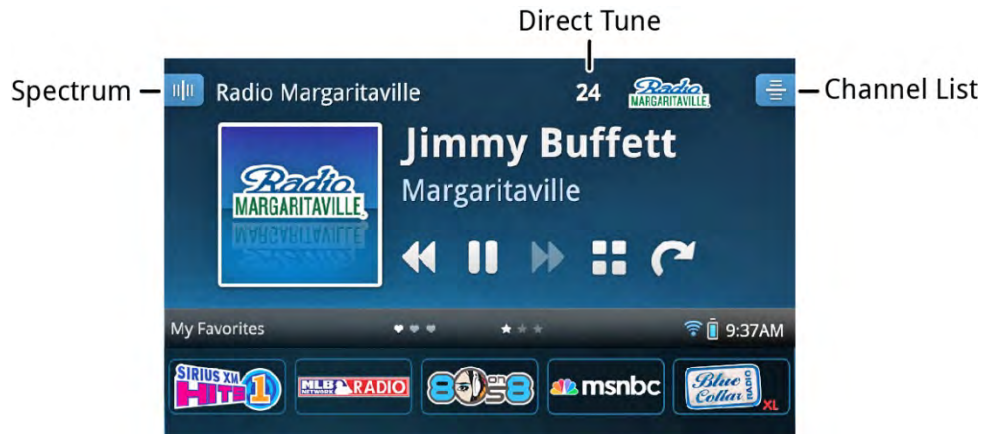 Direct Tune
Spectrum
Radio Margaritaville
24
Radio
MARGARITAVILLE
Channel List
Jimmy Buffett
Margaritaville
Radio
MARGARITAVILLE
MARGARITAVILLE
My Favorites
9:37AM
SIRIUS XM
HITS 1
MLB NETWORK RADIO
80s on 8
msnbc
Blue
Collar RADIO
XL